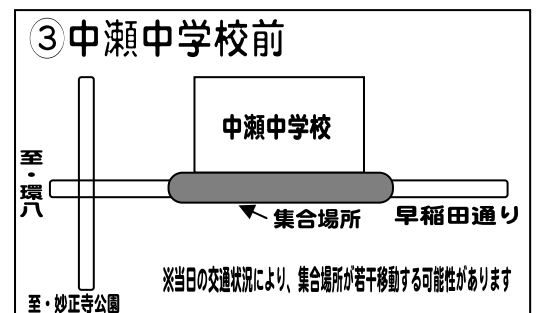 ③中瀬中学校前
中瀬中学校
至・環八
集合場所
早稲田通り
※当日の交通状況により、集合場所が若干移動する可能性があります
至・妙正寺公園